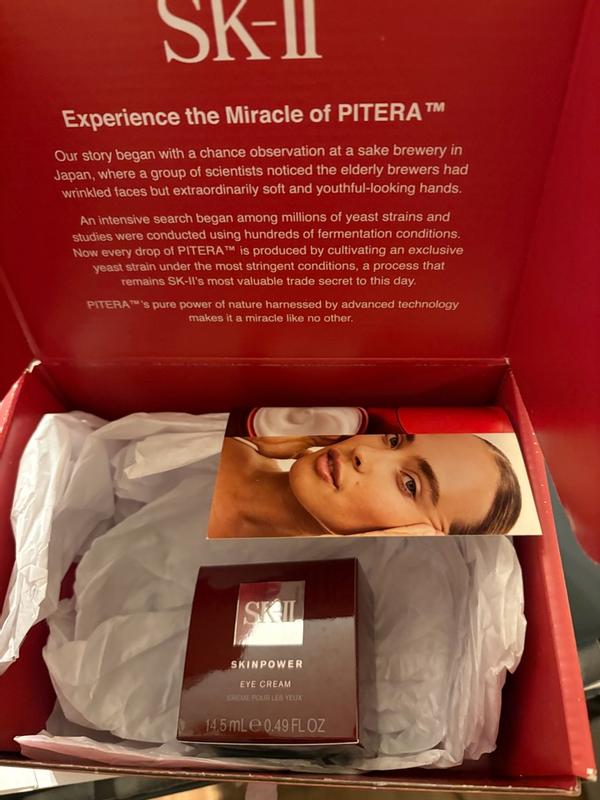 SK-II
Experience the Miracle of PITERA™
Our story began with a chance observation at a sake brewery in
Japan, where a group of scientists noticed the elderly brewers had
wrinkled faces but extraordinarily soft and youthful-looking hands.
An intensive search began among millions of yeast strains and
studies were conducted using hundreds of fermentation conditions.
Now every drop of PITERA™ is produced by cultivating an exclusive
yeast strain under the most stringent conditions, a process that
remains SK-II's most valuable trade secret to this day.
PITERA™'s pure power of nature harnessed by advanced technology
makes it a miracle like no other.
SK-II
SKINPOWER
EYE CREAM
CRÈME POUR LES YEUX
14.5 mL ℮ 0.49 FL OZ